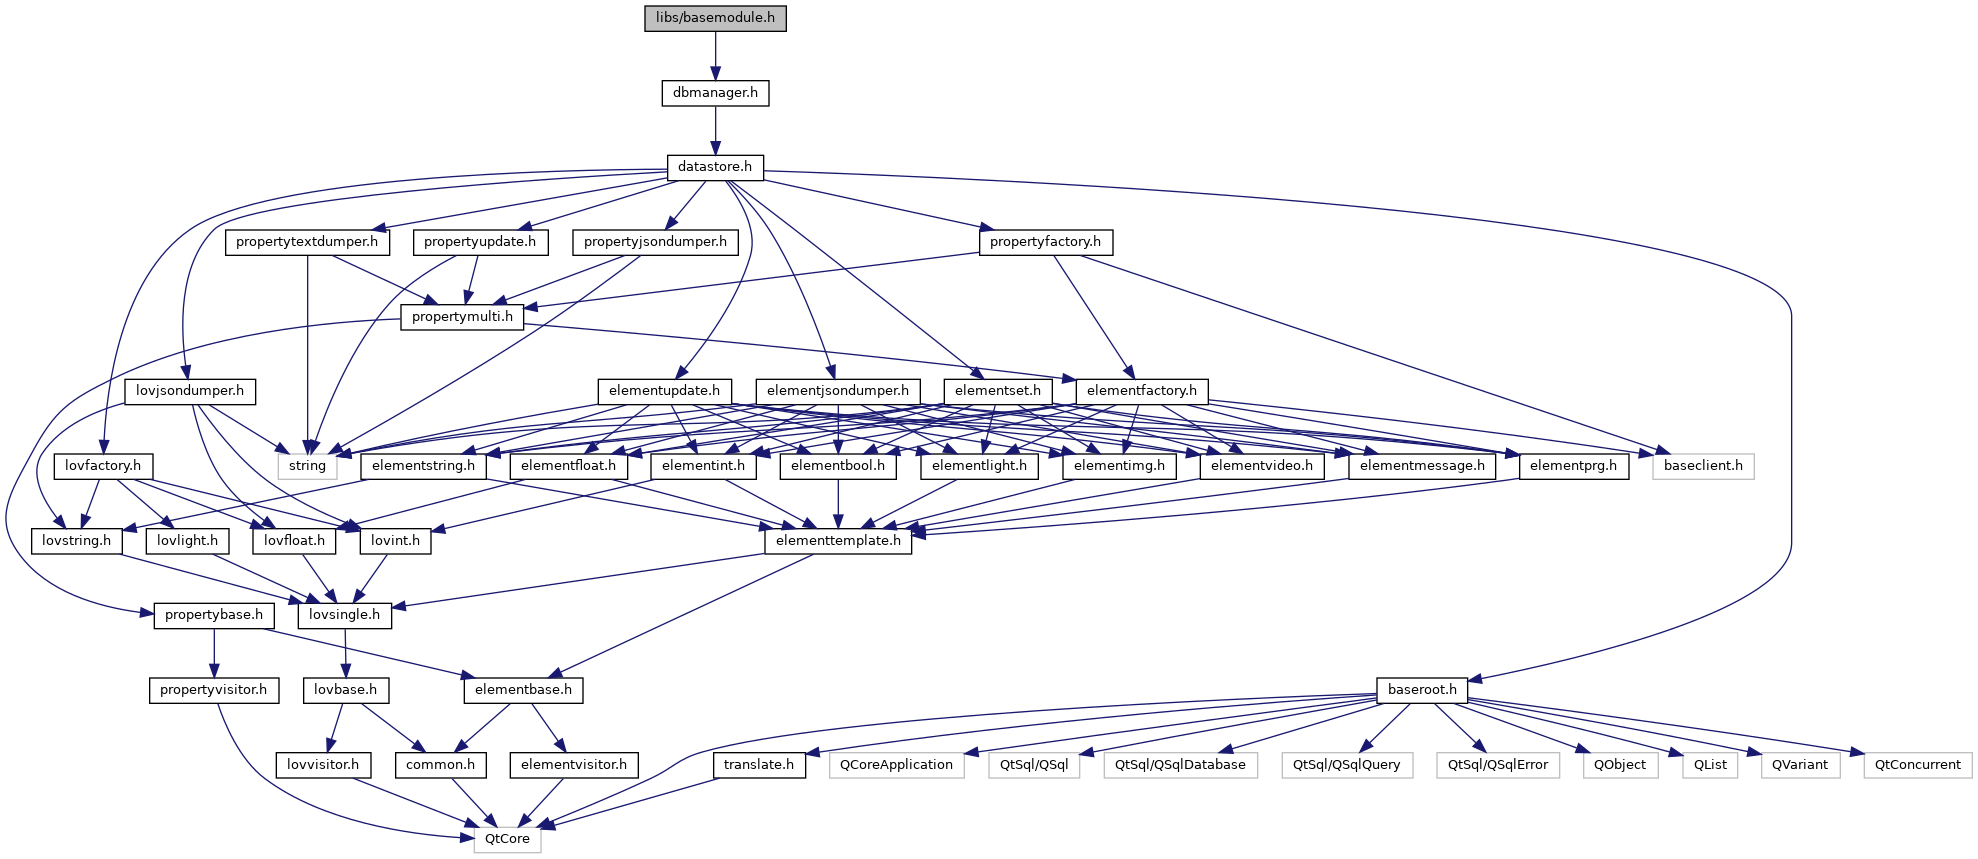 libs/basemodule.h
dbmanager.h
datastore.h
propertytextdumper.h
propertyupdate.h
propertyjsondumper.h
propertyfactory.h
propertymulti.h
lovjsondumper.h
elementupdate.h
elementjsondumper.h
elementset.h
elementfactory.h
lovfactory.h
string
elementstring.h
elementfloat.h
elementint.h
elementbool.h
elementlight.h
elementimg.h
elementvideo.h
elementmessage.h
elementprg.h
baseclient.h
lovstring.h
lovlight.h
lovfloat.h
lovint.h
elementtemplate.h
propertybase.h
lovsingle.h
propertyvisitor.h
lovbase.h
elementbase.h
baseroot.h
lovvisitor.h
common.h
elementvisitor.h
translate.h
QCoreApplication
QtSql/QSql
QtSql/QSqlDatabase
QtSql/QSqlQuery
QtSql/QSqlError
QObject
QList
QVariant
QtConcurrent
QtCore